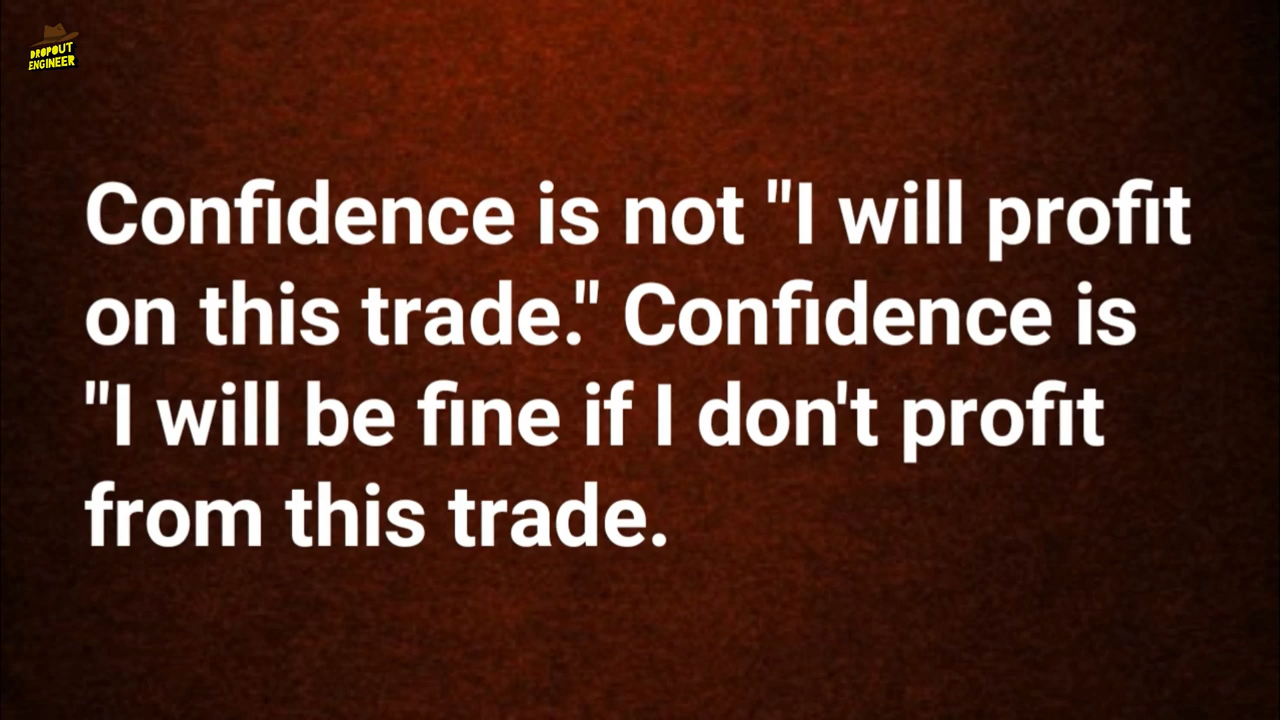 DROPOUT
ENGINEER
Confidence is not "I will profit
on this trade." Confidence is
"I will be fine if I don't profit
from this trade.